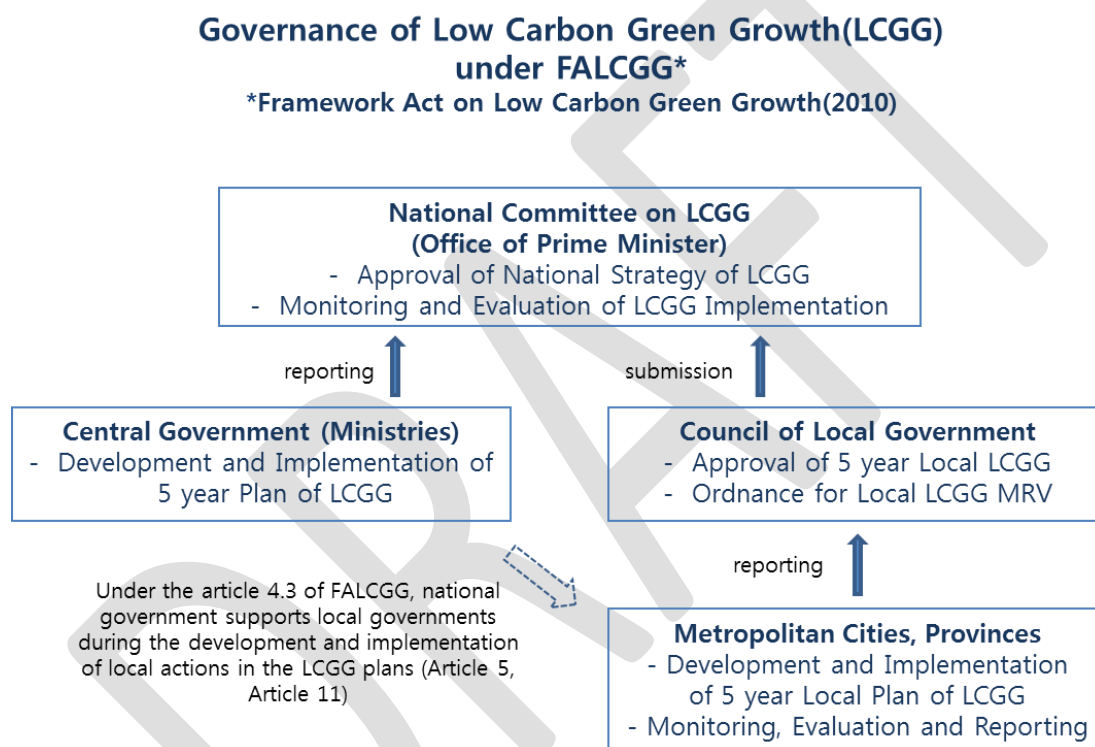 Governance of Low Carbon Green Growth(LCGG)
under FALCGG*
*Framework Act on Low Carbon Green Growth(2010)
National Committee on LCGG
(Office of Prime Minister)
- Approval of National Strategy of LCGG
- Monitoring and Evaluation of LCGG Implementation
reporting
submission
Central Government (Ministries)
- Development and Implementation of
5 year Plan of LCGG
Council of Local Government
- Approval of 5 year Local LCGG
- Ordnance for Local LCGG MRV
reporting
Under the article 4.3 of FALCGG, national
government supports local governments
during the development and implementation
of local actions in the LCGG plans (Article 5,
Article 11)
Metropolitan Cities, Provinces
- Development and Implementation
of 5 year Local Plan of LCGG
- Monitoring, Evaluation and Reporting
DRAFT